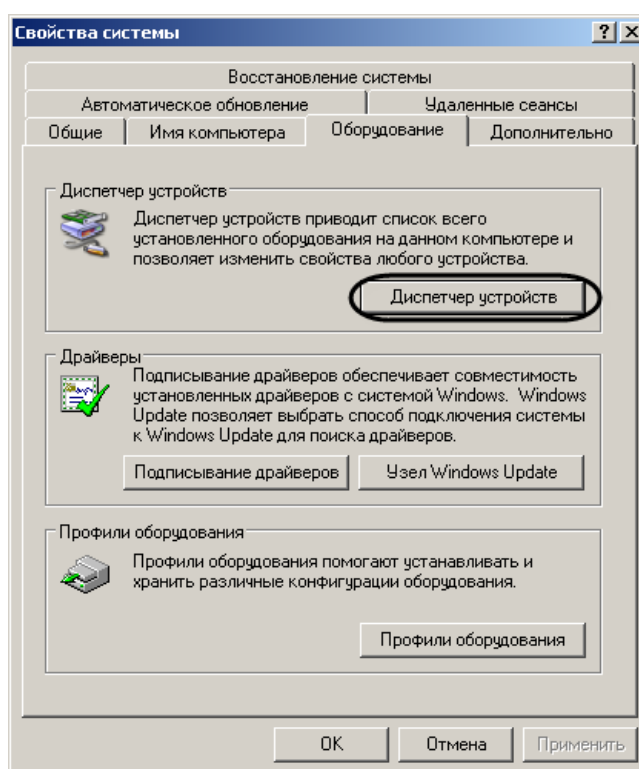 Свойства системы
Восстановление системы
Автоматическое обновление
Удаленные сеансы
Общие
Имя компьютера
Оборудование
Дополнительно
Диспетчер устройств
Диспетчер устройств приводит список всего
установленного оборудования на данном компьютере и
позволяет изменить свойства любого устройства.
Диспетчер устройств
Драйверы
Подписывание драйверов обеспечивает совместимость
установленных драйверов с системой Windows. Windows
Update позволяет выбрать способ подключения системы
к Windows Update для поиска драйверов.
Подписывание драйверов
Узел Windows Update
Профили оборудования
Профили оборудования помогают устанавливать и
хранить различные конфигурации оборудования.
Профили оборудования
OK
Отмена
Применить